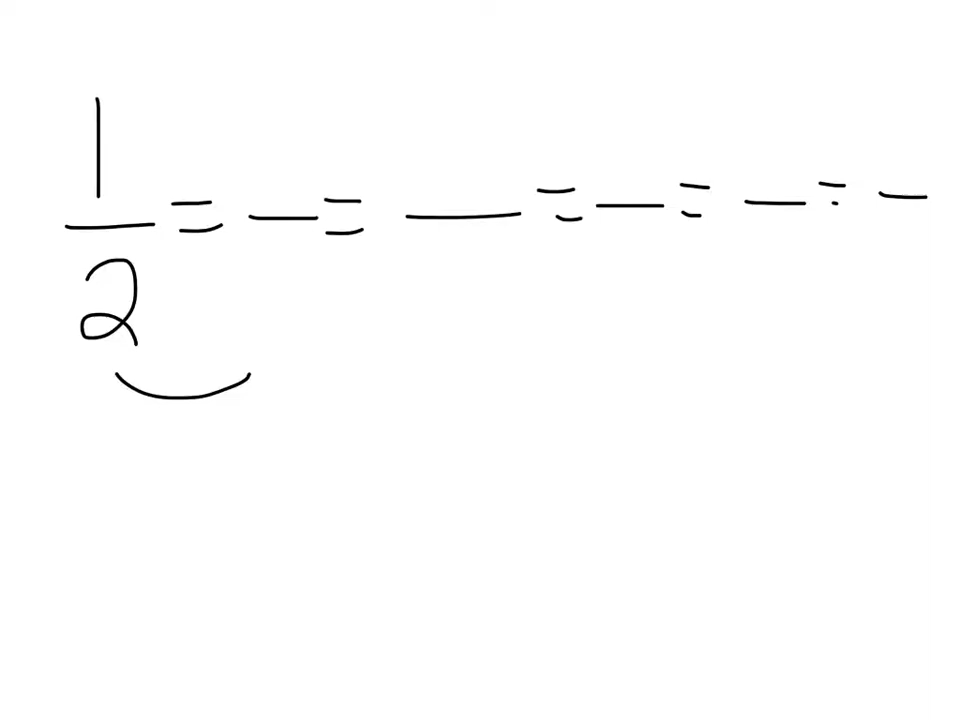 1/2 = — = — = — = — = —